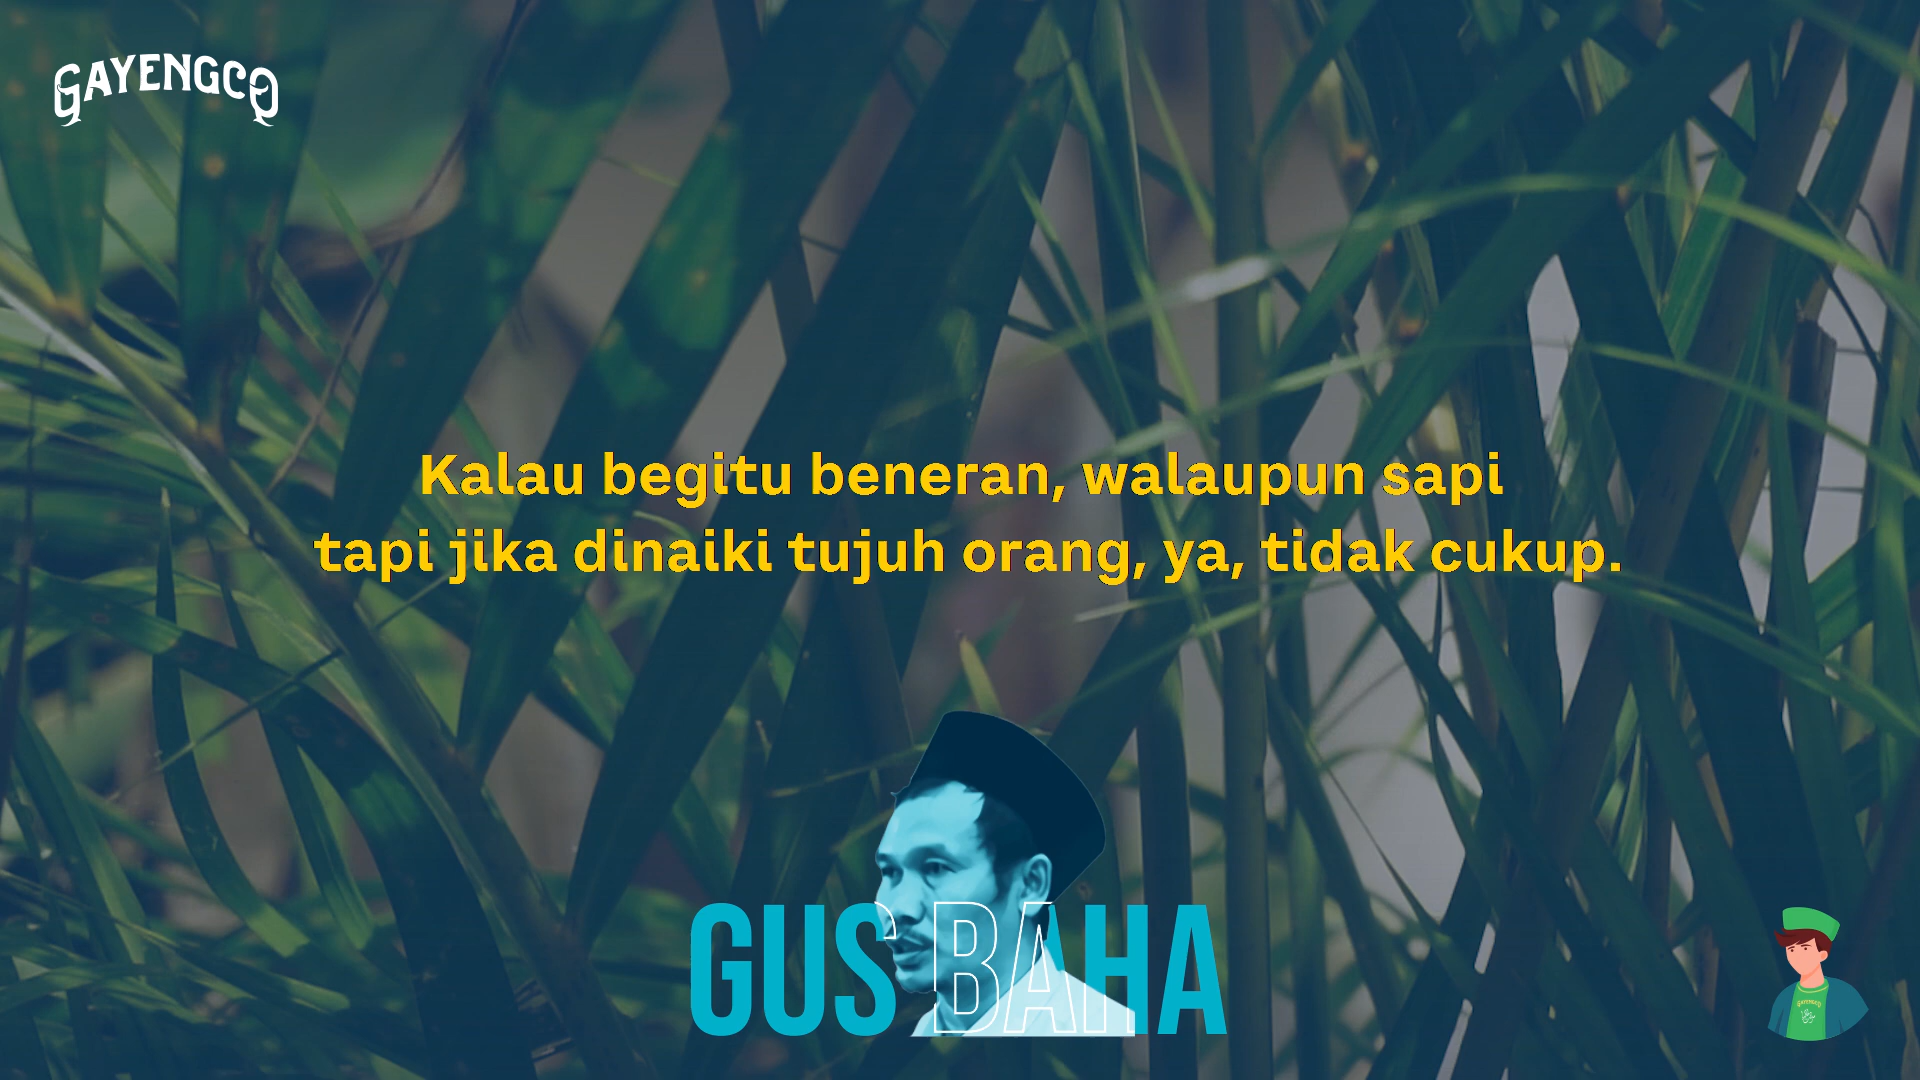 GAYENGCO
Kalau begitu beneran, walaupun sapi
tapi jika dinaiki tujuh orang, ya, tidak cukup.
GUS BAHA